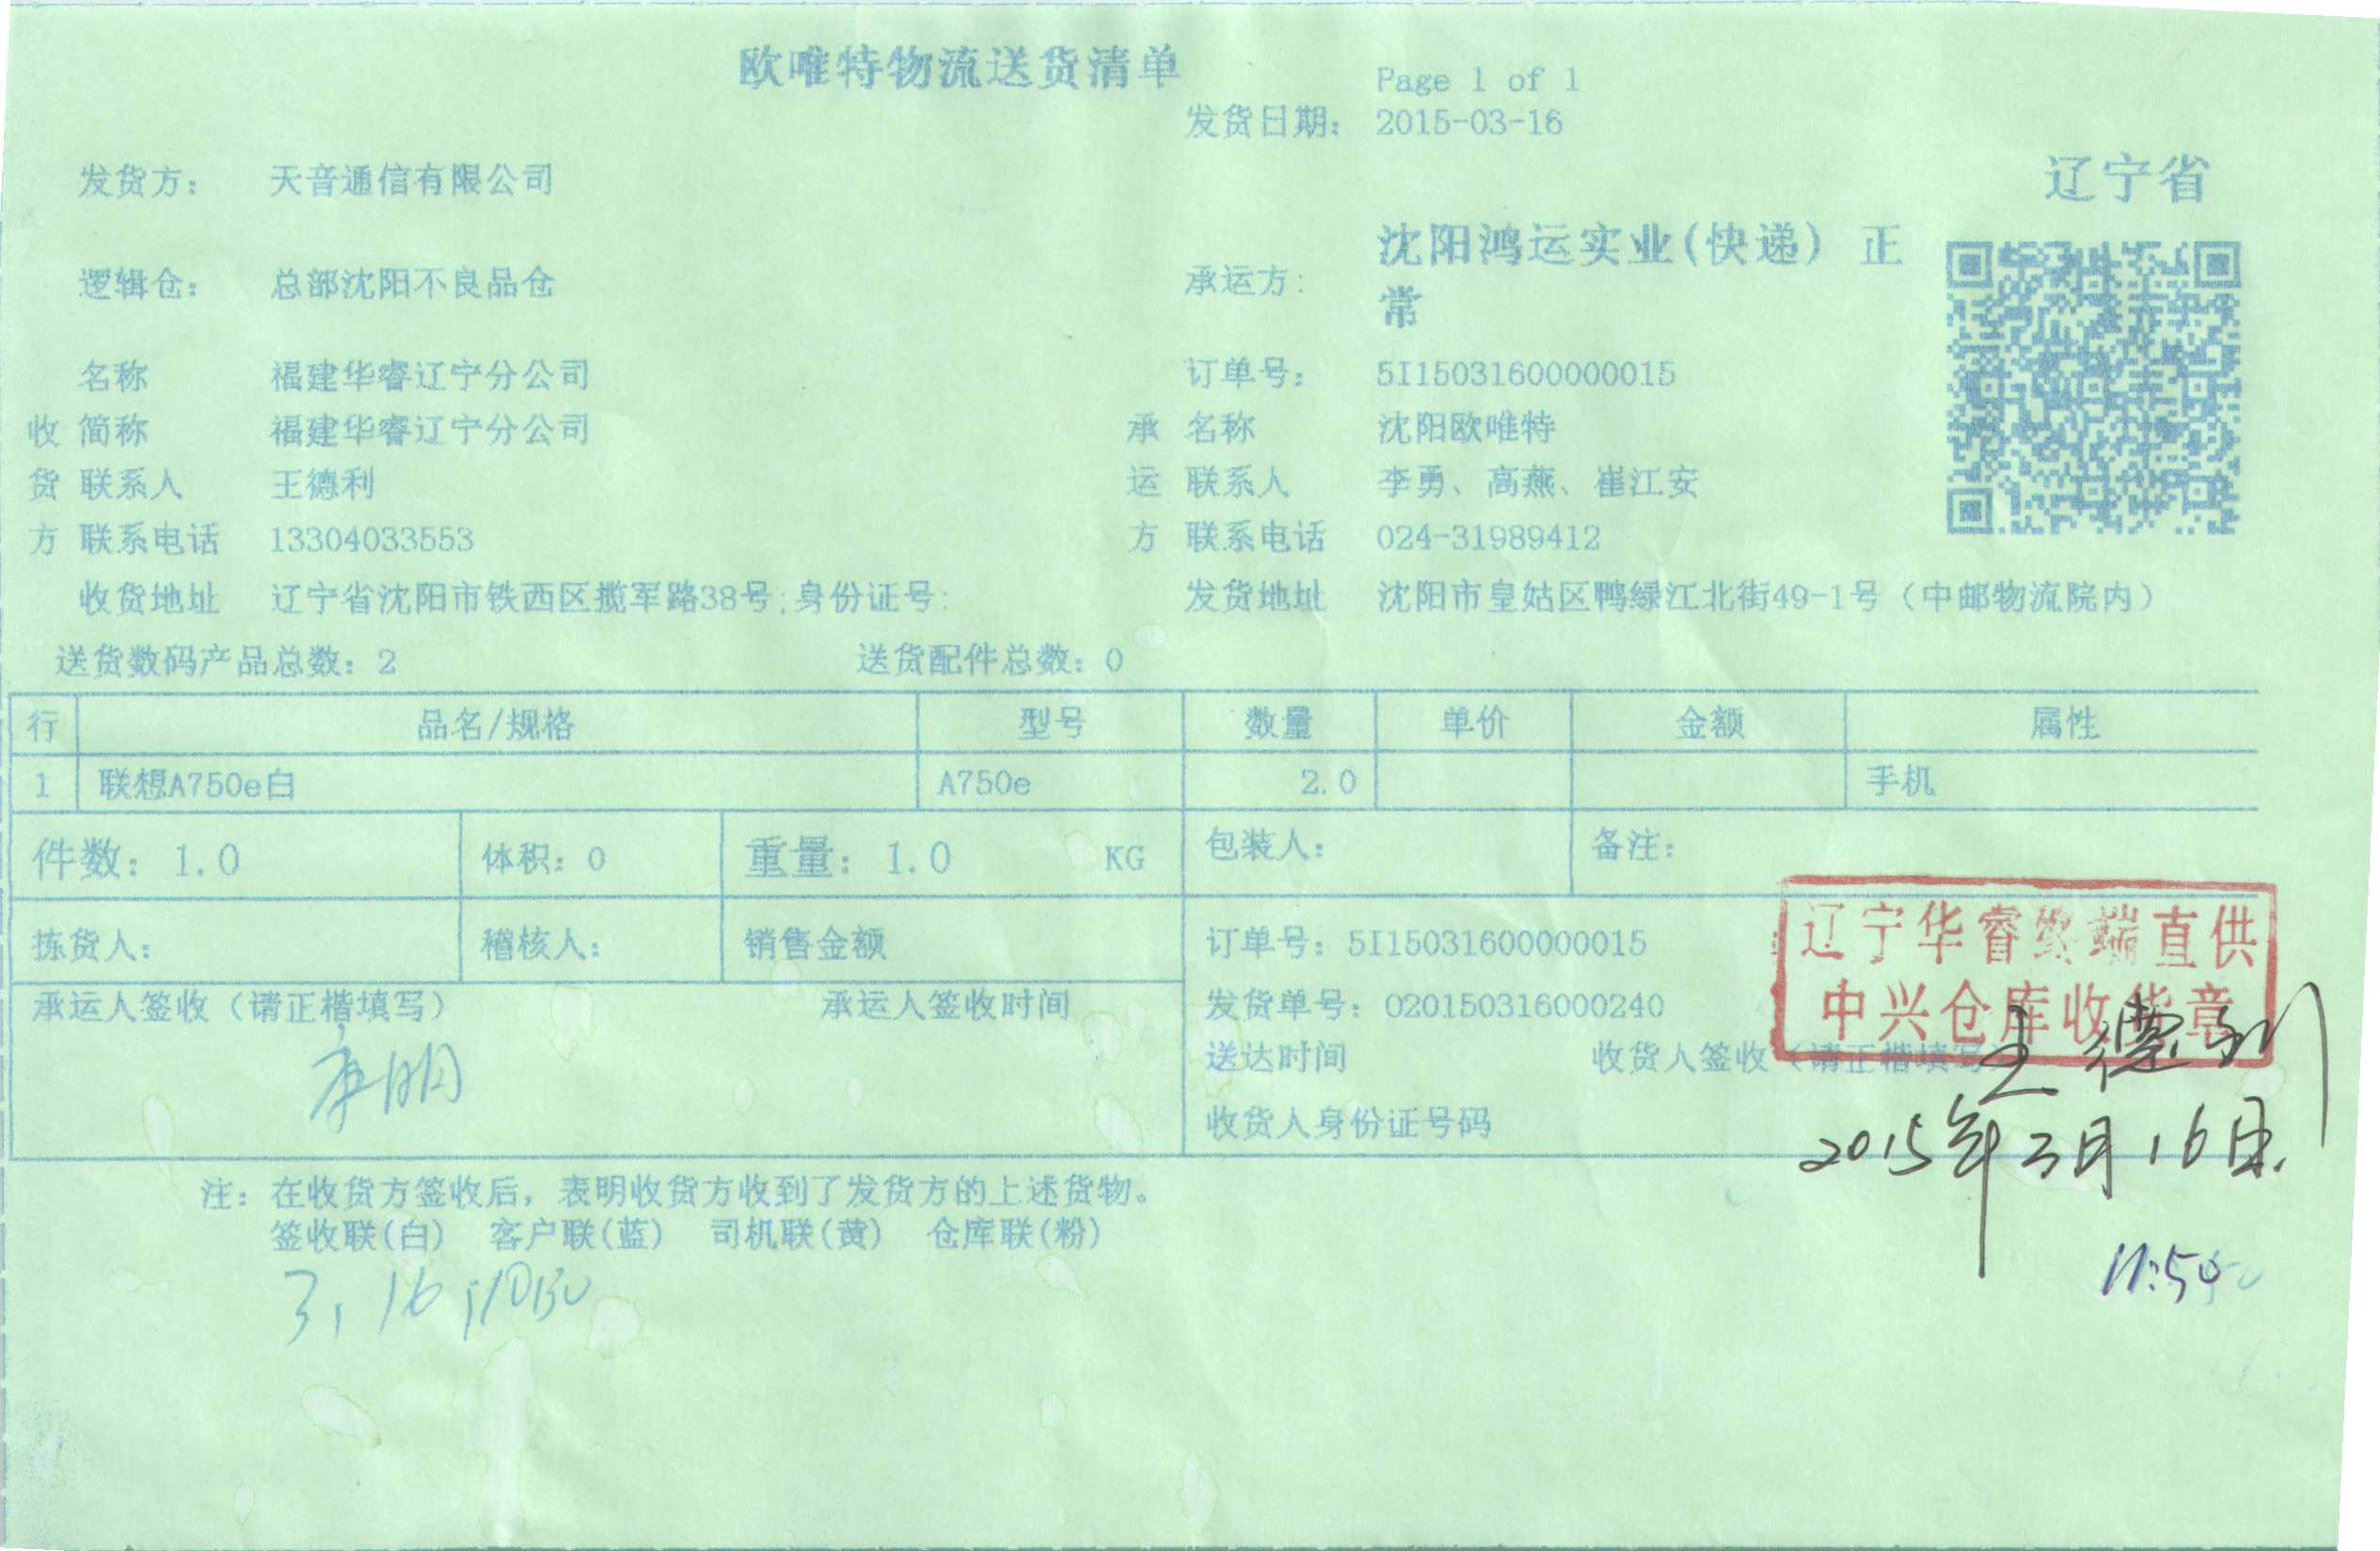 欧唯特物流送货清单
Page 1 of 1
发货日期： 2015-03-16
辽宁省
发货方： 天音通信有限公司
逻辑仓： 总部沈阳不良品仓
承运方: 沈阳鸿运实业(快递) 正
常
名称 福建华睿辽宁分公司 订单号： 5I15031600000015
收 简称 福建华睿辽宁分公司 承 名称 沈阳欧唯特
货 联系人 王德利 运 联系人 李勇、高燕、崔江安
方 联系电话 13304033553 方 联系电话 024-31989412
收货地址 辽宁省沈阳市铁西区揽军路38号;身份证号: 发货地址 沈阳市皇姑区鸭绿江北街49-1号（中邮物流院内）
送货数码产品总数：2 送货配件总数：0
行 品名/规格 型号 数量 单价 金额 属性
1 联想A750e白 A750e 2.0 手机
件数：1.0 体积：0 重量：1.0 KG 包装人： 备注：
拣货人： 稽核人： 销售金额 订单号：5I15031600000015
辽宁华睿终端直供
中兴仓库收货章
承运人签收（请正楷填写） 承运人签收时间 发货单号：020150316000240
送达时间 收货人签收（请正楷填写
王德利
收货人身份证号码
2015年3月16日.
注：在收货方签收后，表明收货方收到了发货方的上述货物。
签收联(白) 客户联(蓝) 司机联(黄) 仓库联(粉)
11:50
3, 16